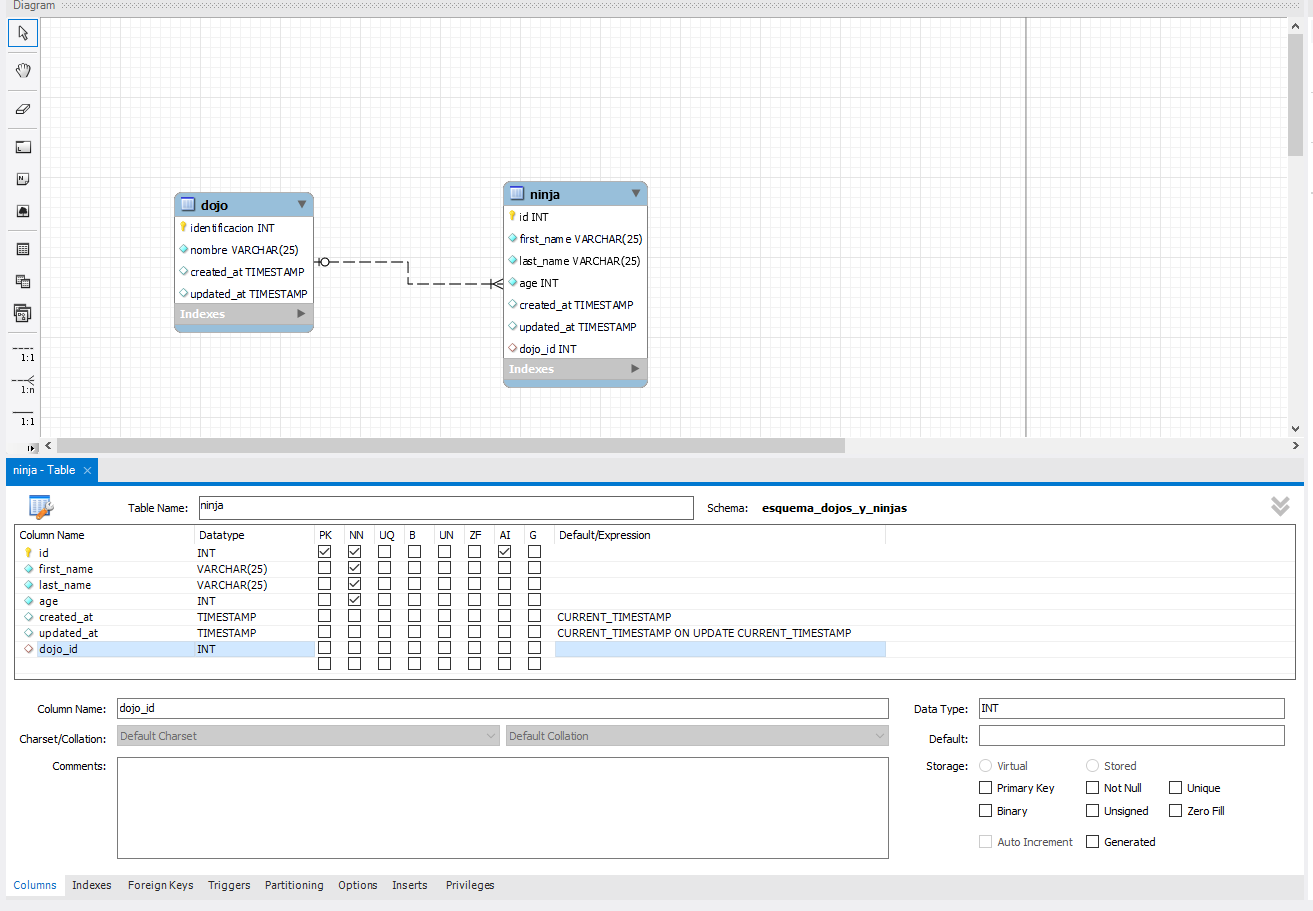 Diagram
dojo
identificacion INT
nombre VARCHAR(25)
created_at TIMESTAMP
updated_at TIMESTAMP
Indexes
ninja
id INT
first_name VARCHAR(25)
last_name VARCHAR(25)
age INT
created_at TIMESTAMP
updated_at TIMESTAMP
dojo_id INT
Indexes
1:1
1:n
1:1
ninja - Table
Table Name: ninja Schema: esquema_dojos_y_ninjas
Column Name Datatype PK NN UQ B UN ZF AI G Default/Expression
id INT
first_name VARCHAR(25)
last_name VARCHAR(25)
age INT
created_at TIMESTAMP CURRENT_TIMESTAMP
updated_at TIMESTAMP CURRENT_TIMESTAMP ON UPDATE CURRENT_TIMESTAMP
dojo_id INT
Column Name: dojo_id Data Type: INT
Charset/Collation: Default Charset Default Collation Default:
Comments: Storage: Virtual Stored
Primary Key Not Null Unique
Binary Unsigned Zero Fill
Auto Increment Generated
Columns Indexes Foreign Keys Triggers Partitioning Options Inserts Privileges